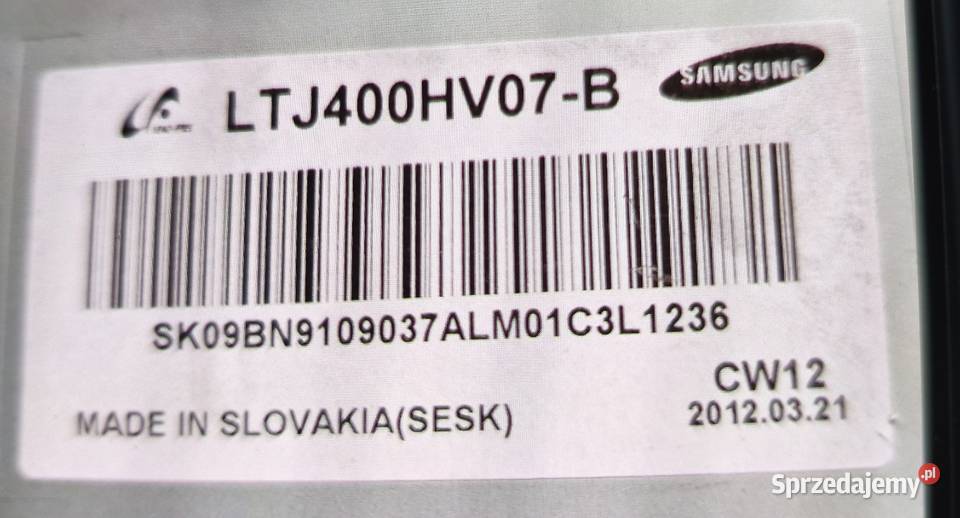 LTJ400HV07-B
SAMSUNG
SK09BN9109037ALM01C3L1236
CW12
2012.03.21
MADE IN SLOVAKIA(SESK)
Sprzedajemy.pl